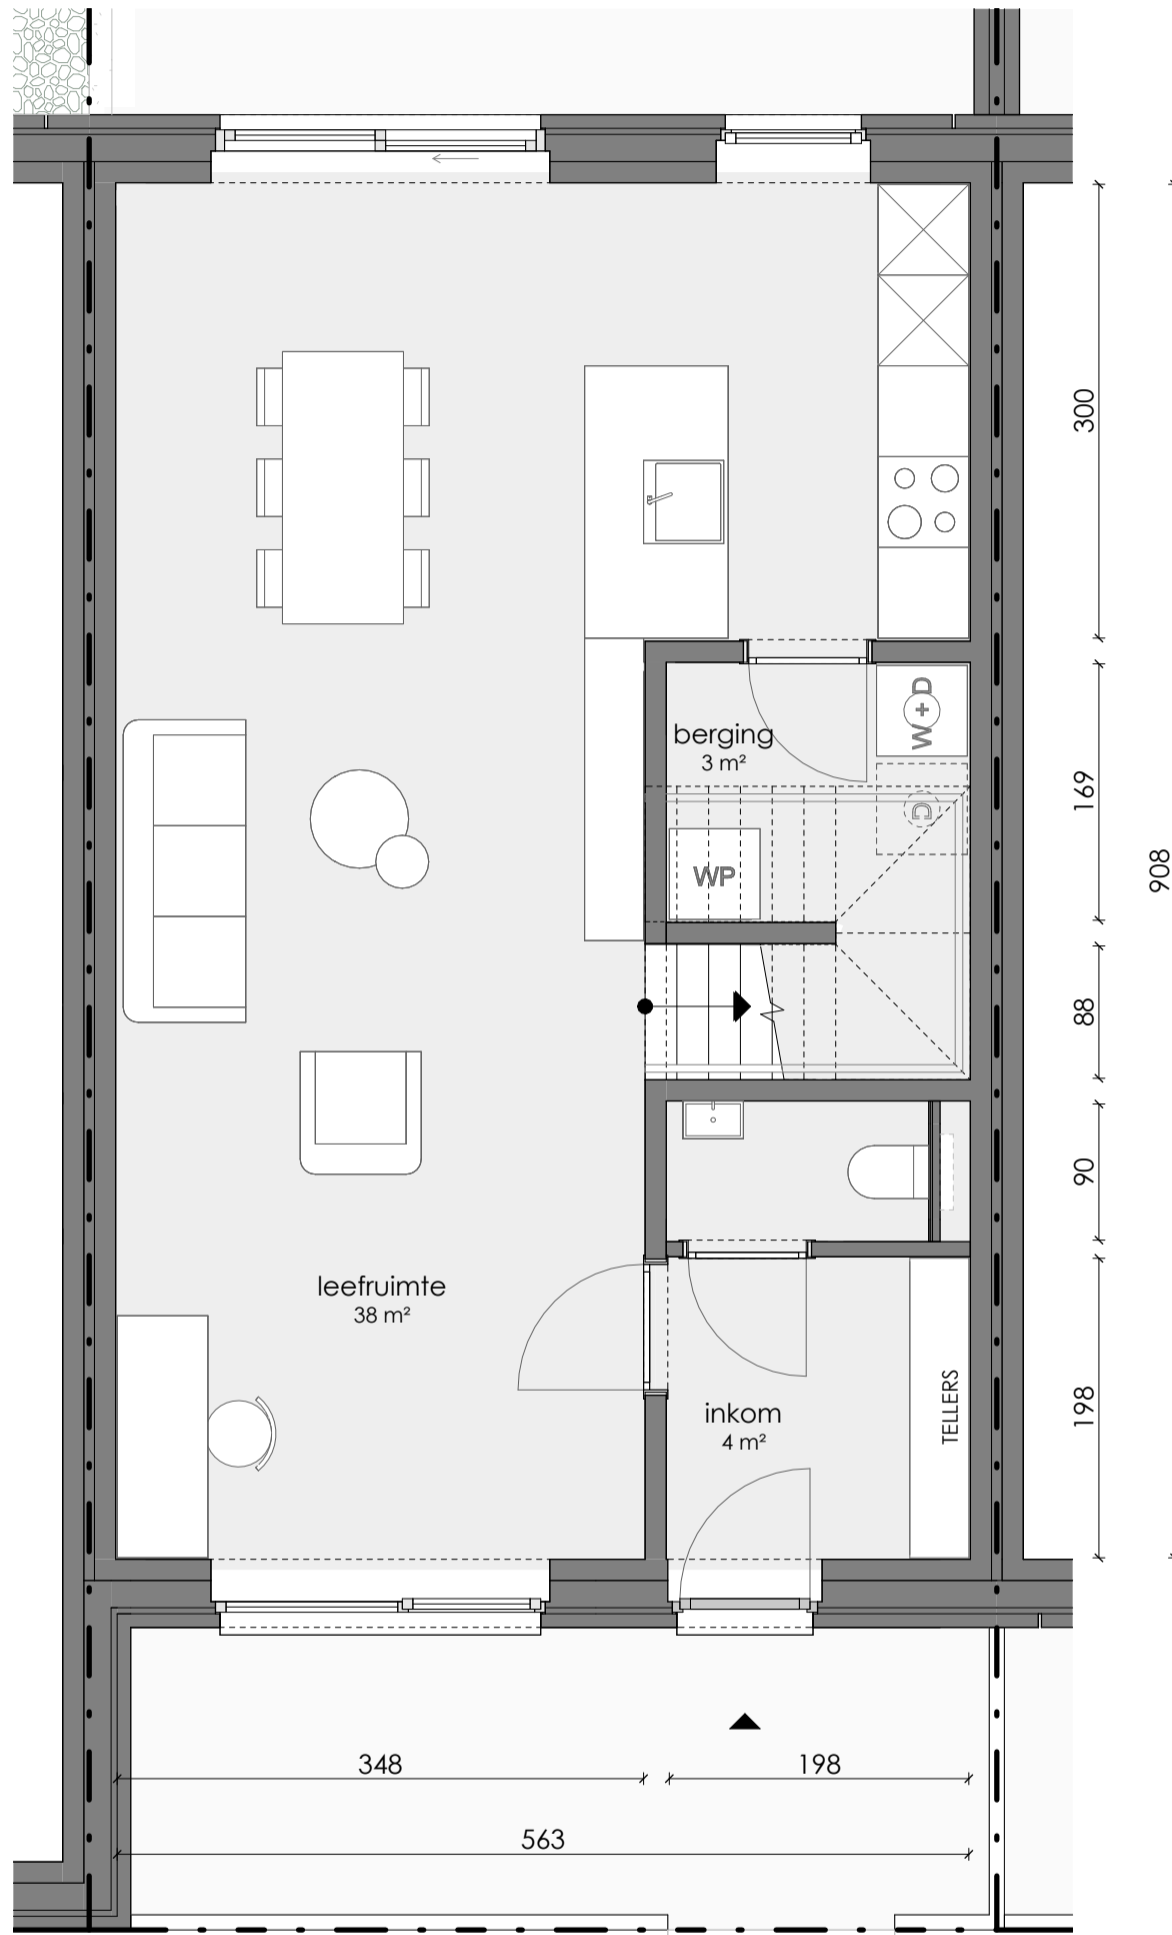 300
W + D
berging
3 m²
D
169
908
WP
88
90
leefruimte
38 m²
inkom
4 m²
TELLERS
198
348
198
563